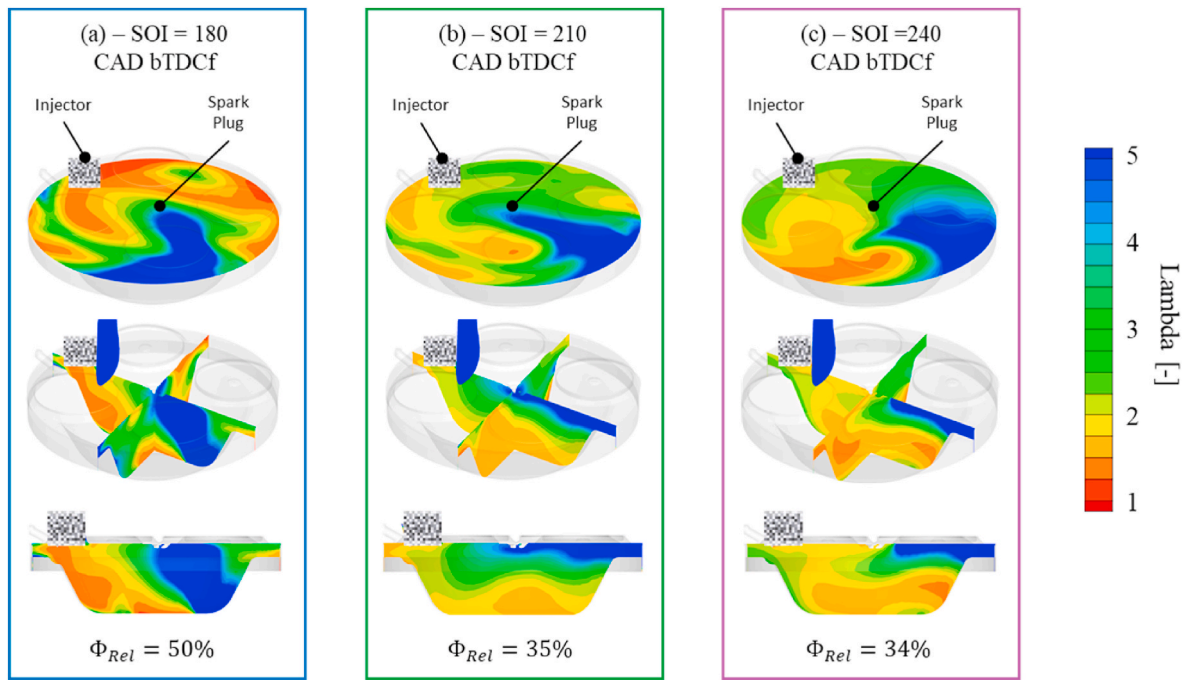 (a) – SOI = 180
CAD bTDCf
Injector
Spark
Plug
Φ_Rel = 50%
(b) – SOI = 210
CAD bTDCf
Injector
Spark
Plug
Φ_Rel = 35%
(c) – SOI =240
CAD bTDCf
Injector
Spark
Plug
Φ_Rel = 34%
5
4
3
2
1
Lambda [-]